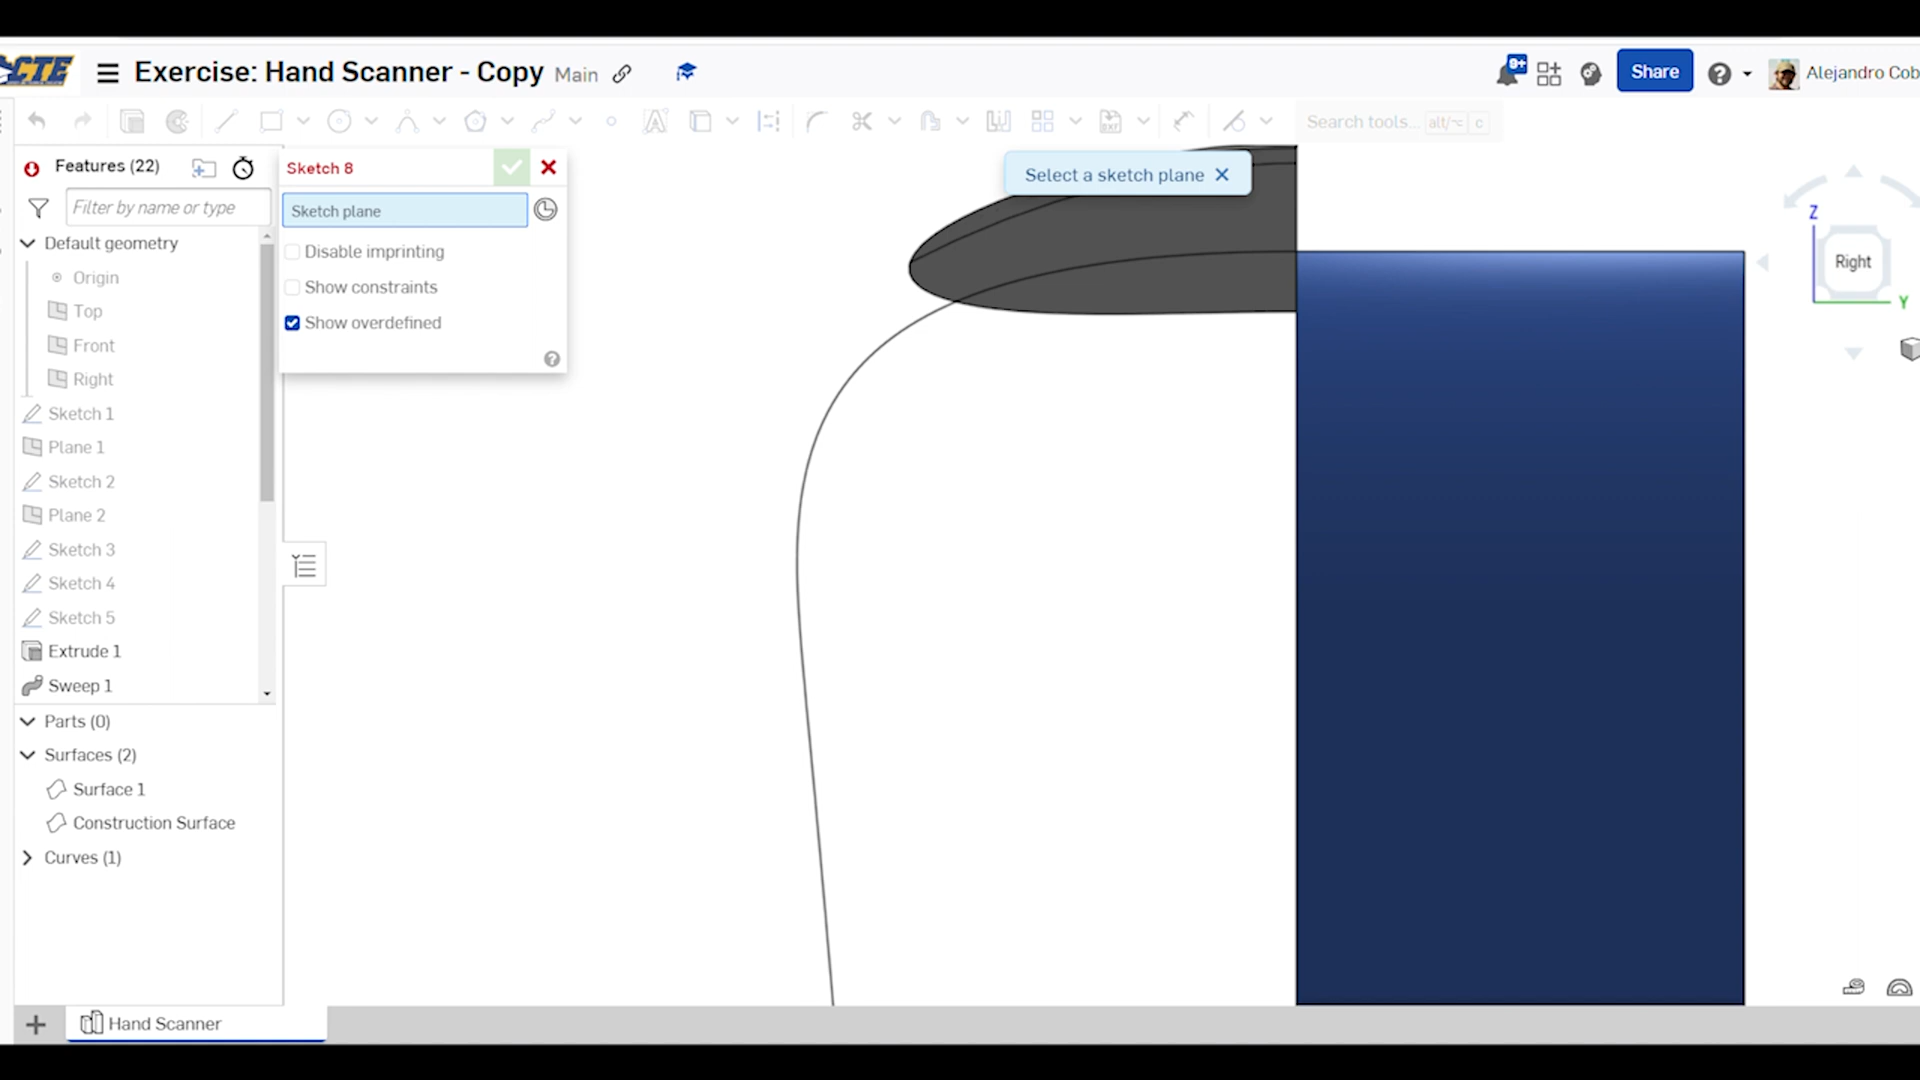 CTE
Exercise: Hand Scanner - Copy Main
9+
Share
Alejandro Cob
Search tools... alt/⌥ c
Features (22)
Filter by name or type
Default geometry
Origin
Top
Front
Right
Sketch 1
Plane 1
Sketch 2
Plane 2
Sketch 3
Sketch 4
Sketch 5
Extrude 1
Sweep 1
Parts (0)
Surfaces (2)
Surface 1
Construction Surface
Curves (1)
Sketch 8
Sketch plane
Disable imprinting
Show constraints
Show overdefined
Select a sketch plane
Z
Right
Y
Hand Scanner